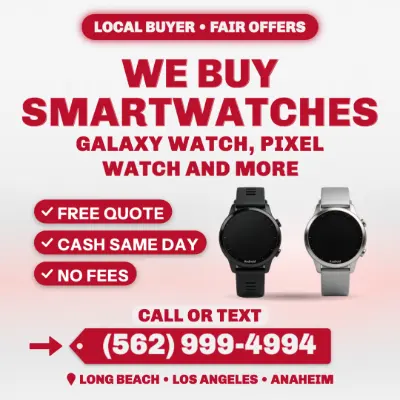 LOCAL BUYER • FAIR OFFERS
WE BUY
SMARTWATCHES
GALAXY WATCH, PIXEL
WATCH AND MORE
FREE QUOTE
CASH SAME DAY
NO FEES
CALL OR TEXT
(562) 999-4994
LONG BEACH • LOS ANGELES • ANAHEIM